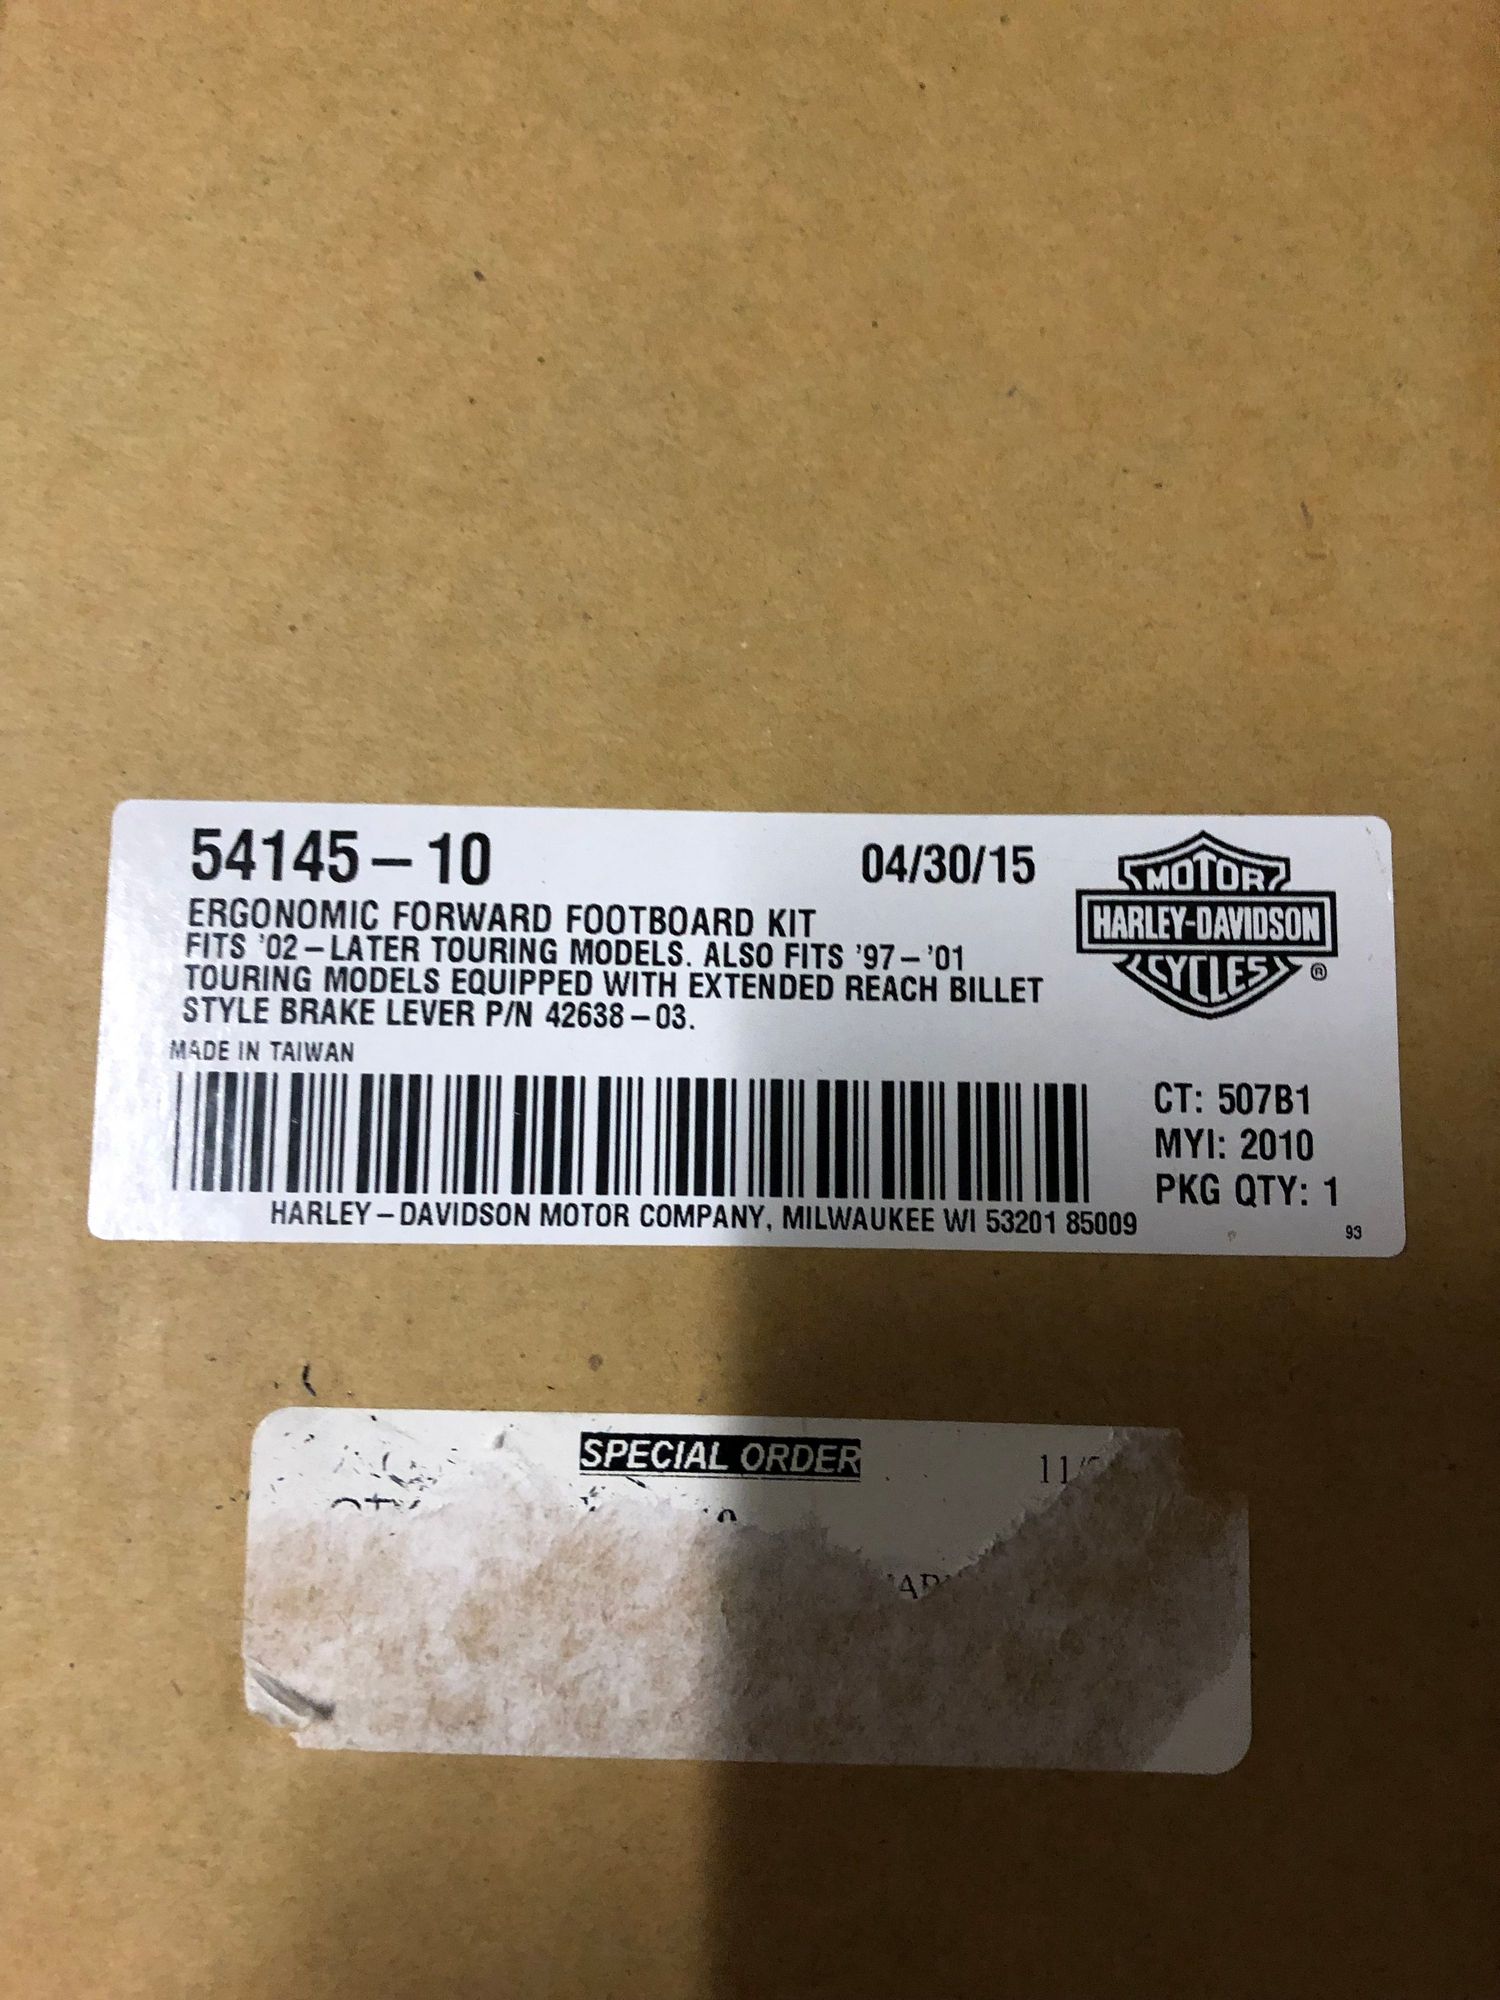 54145-10 04/30/15
MOTOR
HARLEY-DAVIDSON
CYCLES ®
ERGONOMIC FORWARD FOOTBOARD KIT
FITS '02-LATER TOURING MODELS. ALSO FITS '97-'01
TOURING MODELS EQUIPPED WITH EXTENDED REACH BILLET
STYLE BRAKE LEVER P/N 42638-03.
MADE IN TAIWAN
CT: 507B1
MYI: 2010
PKG QTY: 1
HARLEY-DAVIDSON MOTOR COMPANY, MILWAUKEE WI 53201 85009
93
SPECIAL ORDER